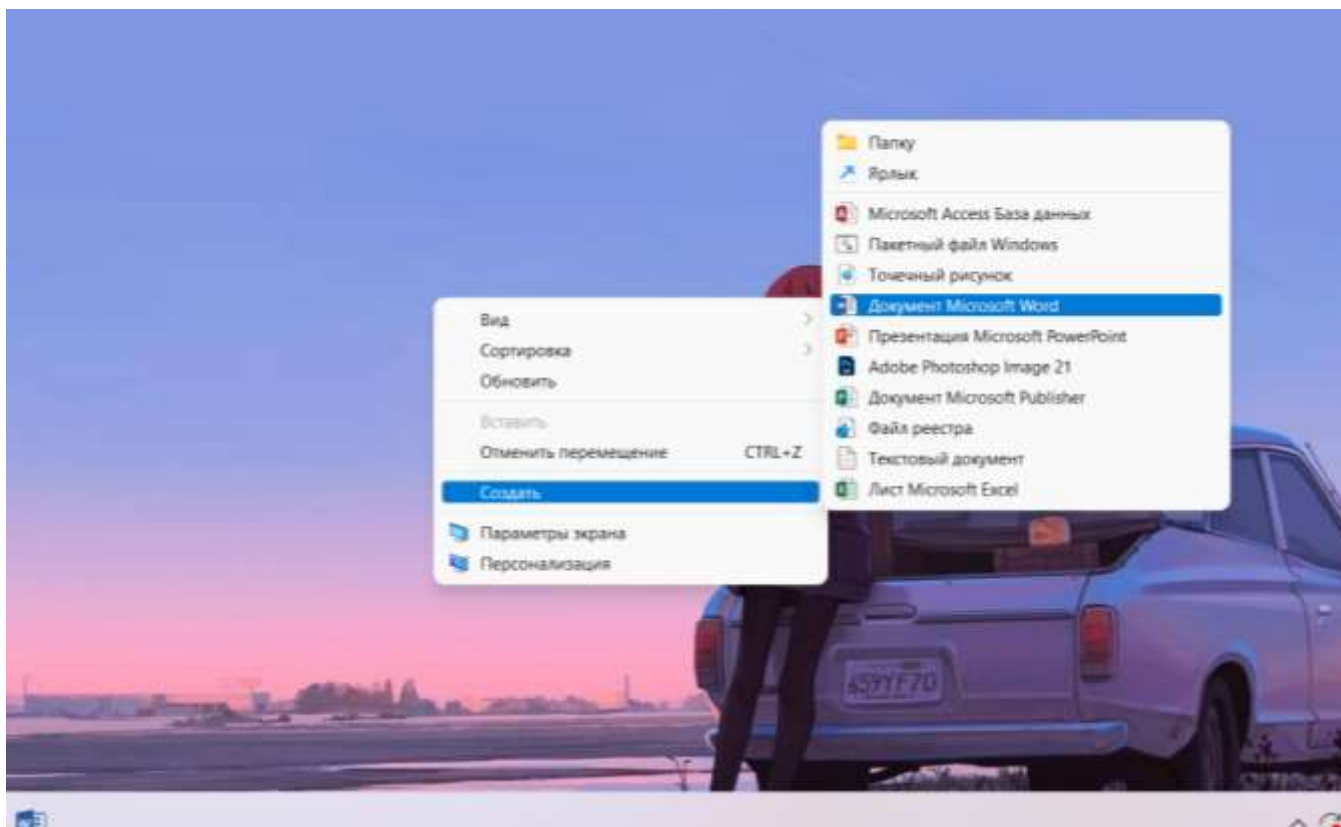 Вид
Сортировка
Обновить
Вставить
Отменить перемещение CTRL+Z
Создать
Параметры экрана
Персонализация
Папку
Ярлык
Microsoft Access База данных
Пакетный файл Windows
Точечный рисунок
Документ Microsoft Word
Презентация Microsoft PowerPoint
Adobe Photoshop Image 21
Документ Microsoft Publisher
Файл реестра
Текстовый документ
Лист Microsoft Excel